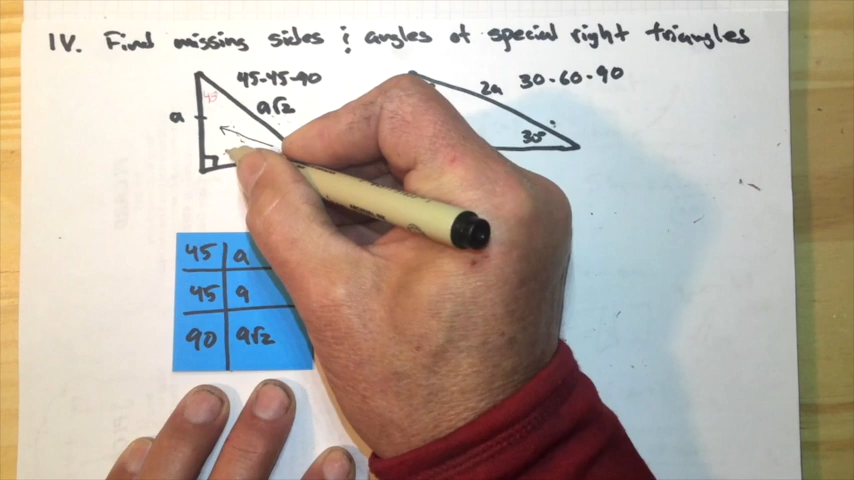 IV. Find missing sides & angles of special right triangles
45-45-90
30-60-90
a√2
2a
a
45
30°
45 a
45 a
90 a√2